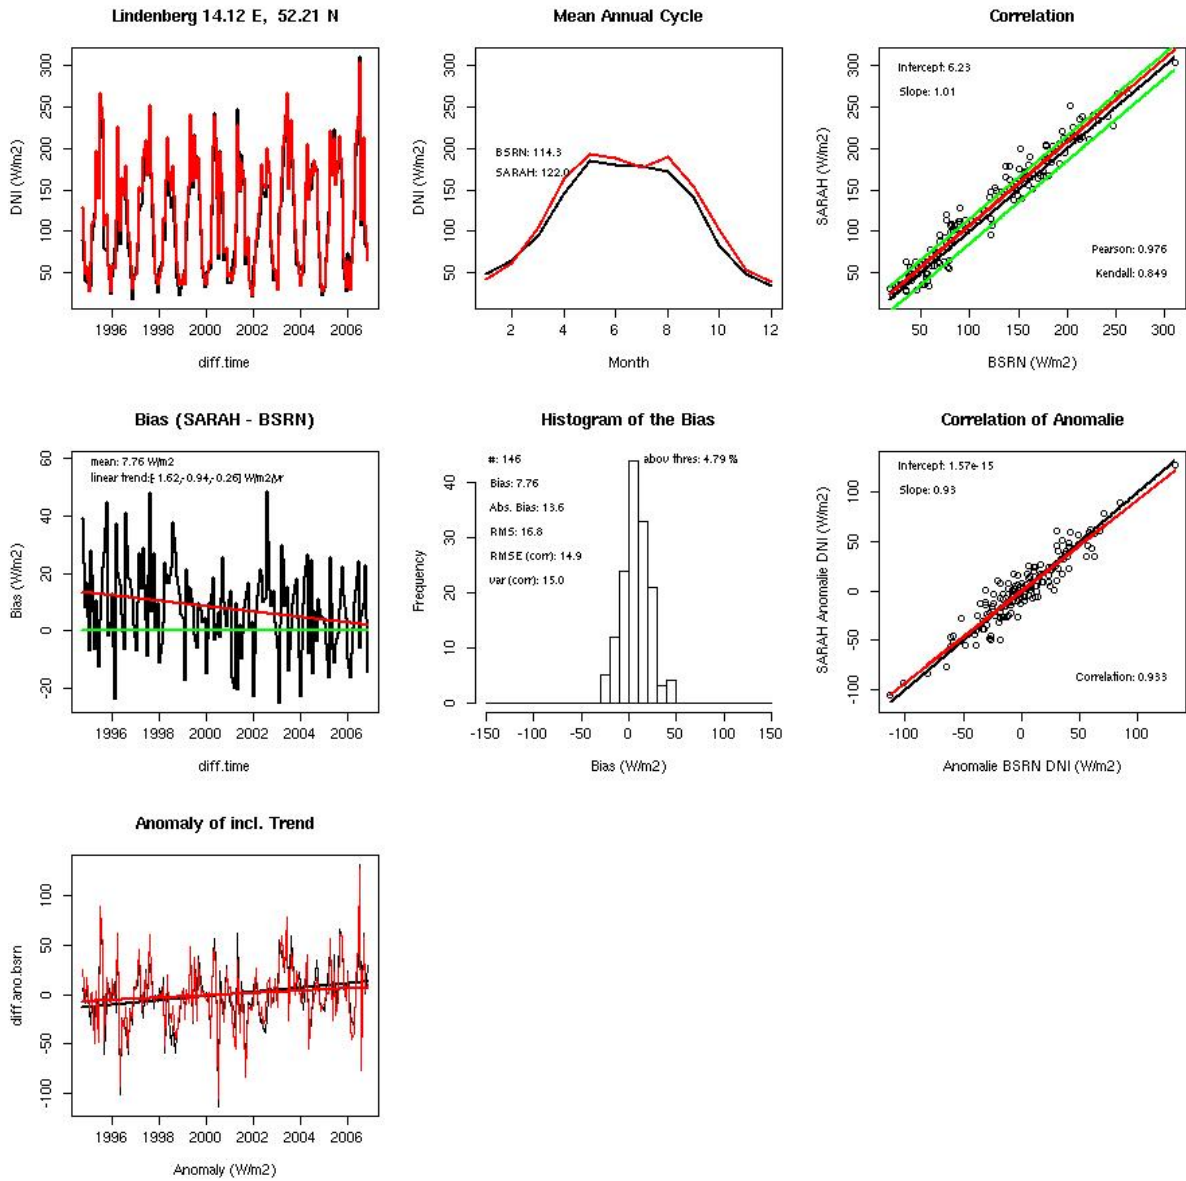 Lindenberg 14.12 E, 52.21 N
DNI (W/m2)
300
250
200
150
100
50
1996 1998 2000 2002 2004 2006
diff.time
Mean Annual Cycle
DNI (W/m2)
300
250
200
150
100
50
BSRN: 114.3
SARAH: 122.0
2 4 6 8 10 12
Month
Correlation
SARAH (W/m2)
300
250
200
150
100
50
Intercept: 6.23
Slope: 1.01
Pearson: 0.976
Kendall: 0.849
50 100 150 200 250 300
BSRN (W/m2)
Bias (SARAH - BSRN)
Bias (W/m2)
60
40
20
0
-20
mean: 7.76 W/m2
linear trend:[-1.62,-0.94,-0.26] W/m2/yr
1996 1998 2000 2002 2004 2006
diff.time
Histogram of the Bias
Frequency
40
30
20
10
0
#: 146
Bias: 7.76
Abs. Bias: 13.6
RMS: 16.8
RMSE (corr): 14.9
var (corr): 15.0
abov thres: 4.79 %
-150 -100 -50 0 50 100 150
Bias (W/m2)
Correlation of Anomalie
SARAH Anomalie DNI (W/m2)
100
50
0
-50
-100
Intercept: 1.57e-15
Slope: 0.93
Correlation: 0.933
-100 -50 0 50 100
Anomalie BSRN DNI (W/m2)
Anomaly of incl. Trend
diff.ano.bsrn
100
50
0
-50
-100
1996 1998 2000 2002 2004 2006
Anomaly (W/m2)